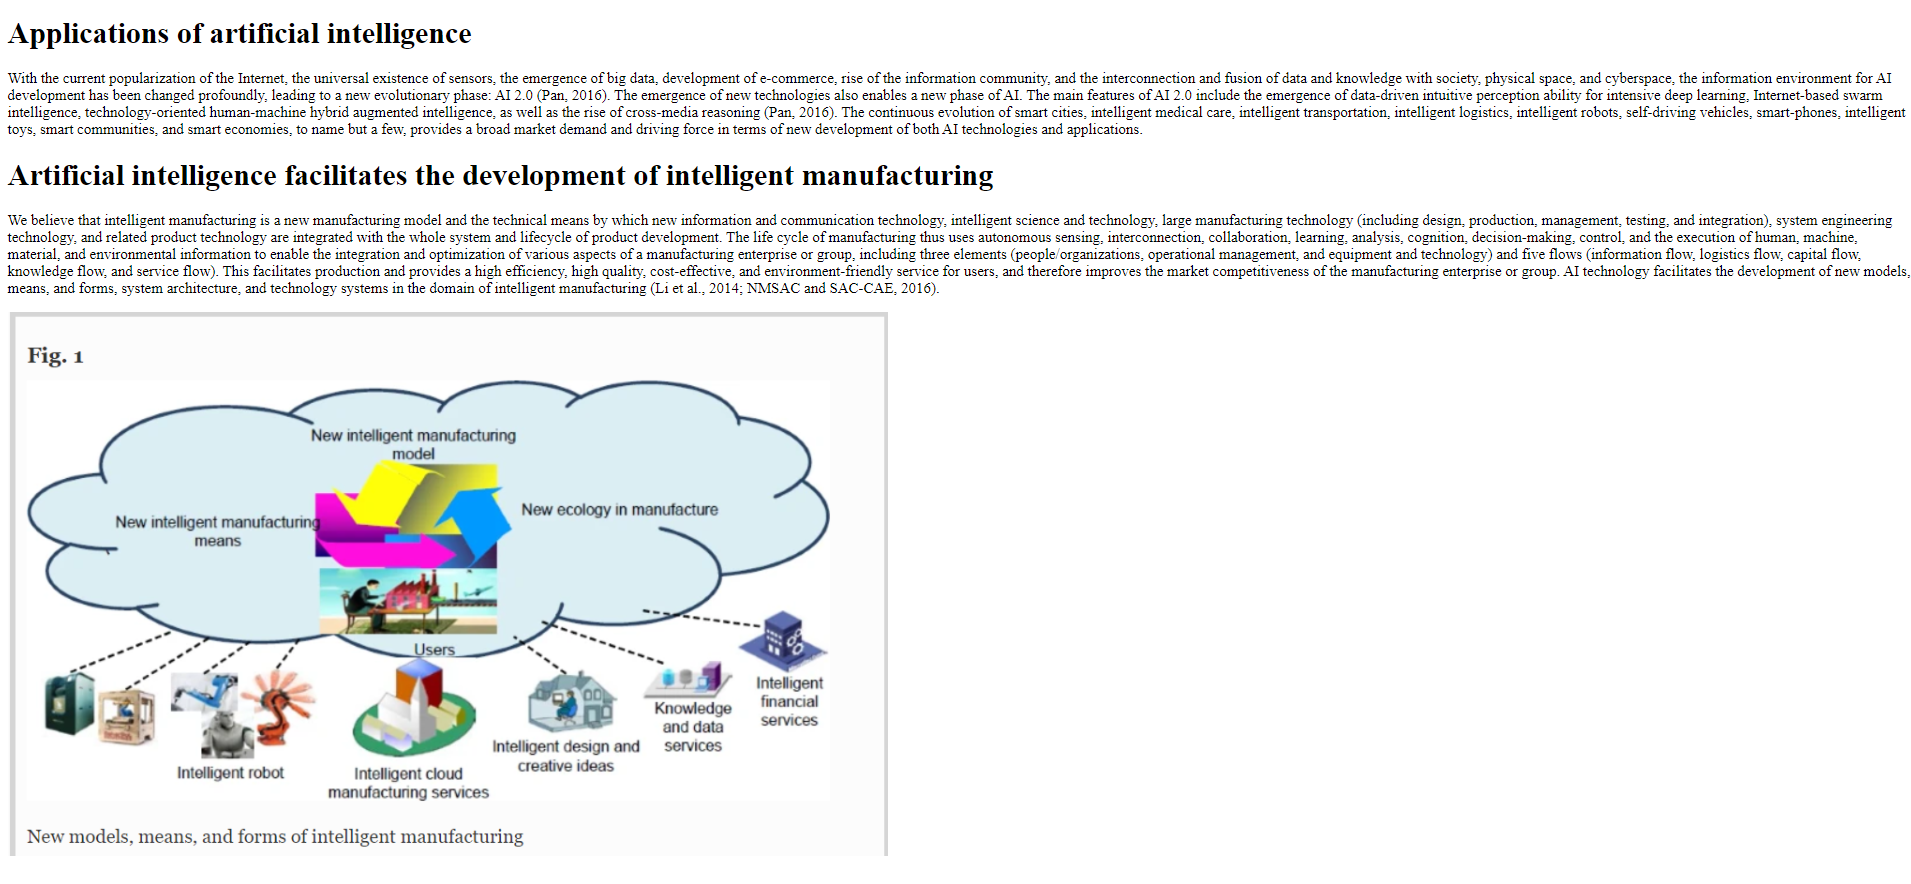 Applications of artificial intelligence
With the current popularization of the Internet, the universal existence of sensors, the emergence of big data, development of e-commerce, rise of the information community, and the interconnection and fusion of data and knowledge with society, physical space, and cyberspace, the information environment for AI
development has been changed profoundly, leading to a new evolutionary phase: AI 2.0 (Pan, 2016). The emergence of new technologies also enables a new phase of AI. The main features of AI 2.0 include the emergence of data-driven intuitive perception ability for intensive deep learning, Internet-based swarm
intelligence, technology-oriented human-machine hybrid augmented intelligence, as well as the rise of cross-media reasoning (Pan, 2016). The continuous evolution of smart cities, intelligent medical care, intelligent transportation, intelligent logistics, intelligent robots, self-driving vehicles, smart-phones, intelligent
toys, smart communities, and smart economies, to name but a few, provides a broad market demand and driving force in terms of new development of both AI technologies and applications.
Artificial intelligence facilitates the development of intelligent manufacturing
We believe that intelligent manufacturing is a new manufacturing model and the technical means by which new information and communication technology, intelligent science and technology, large manufacturing technology (including design, production, management, testing, and integration), system engineering
technology, and related product technology are integrated with the whole system and lifecycle of product development. The life cycle of manufacturing thus uses autonomous sensing, interconnection, collaboration, learning, analysis, cognition, decision-making, control, and the execution of human, machine,
material, and environmental information to enable the integration and optimization of various aspects of a manufacturing enterprise or group, including three elements (people/organizations, operational management, and equipment and technology) and five flows (information flow, logistics flow, capital flow,
knowledge flow, and service flow). This facilitates production and provides a high efficiency, high quality, cost-effective, and environment-friendly service for users, and therefore improves the market competitiveness of the manufacturing enterprise or group. AI technology facilitates the development of new models,
means, and forms, system architecture, and technology systems in the domain of intelligent manufacturing (Li et al., 2014; NMSAC and SAC-CAE, 2016).
Fig. 1
New intelligent manufacturing
model
New ecology in manufacture
New intelligent manufacturing
means
Users
Intelligent robot
Intelligent cloud
manufacturing services
Intelligent design and
creative ideas
Knowledge
and data
services
Intelligent
financial
services
New models, means, and forms of intelligent manufacturing